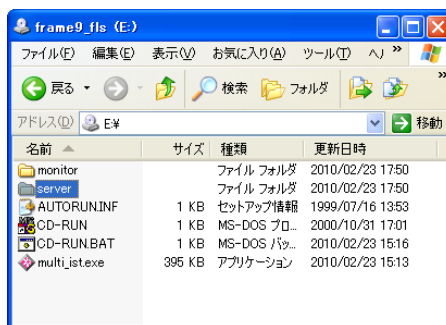 frame9_fls (E:)
ファイル(F) 編集(E) 表示(V) お気に入り(A) ツール(T) ヘル »
戻る 検索 フォルダ »
アドレス(D) E:¥ 移動
名前 サイズ 種類 更新日時
monitor ファイル フォルダ 2010/02/23 17:50
server ファイル フォルダ 2010/02/23 17:50
AUTORUN.INF 1 KB セットアップ情報 1999/07/16 13:53
CD-RUN 1 KB MS-DOS プロ... 2000/10/31 17:01
CD-RUN.BAT 1 KB MS-DOS バッ... 2010/02/23 15:16
multi_ist.exe 395 KB アプリケーション 2010/02/23 15:13